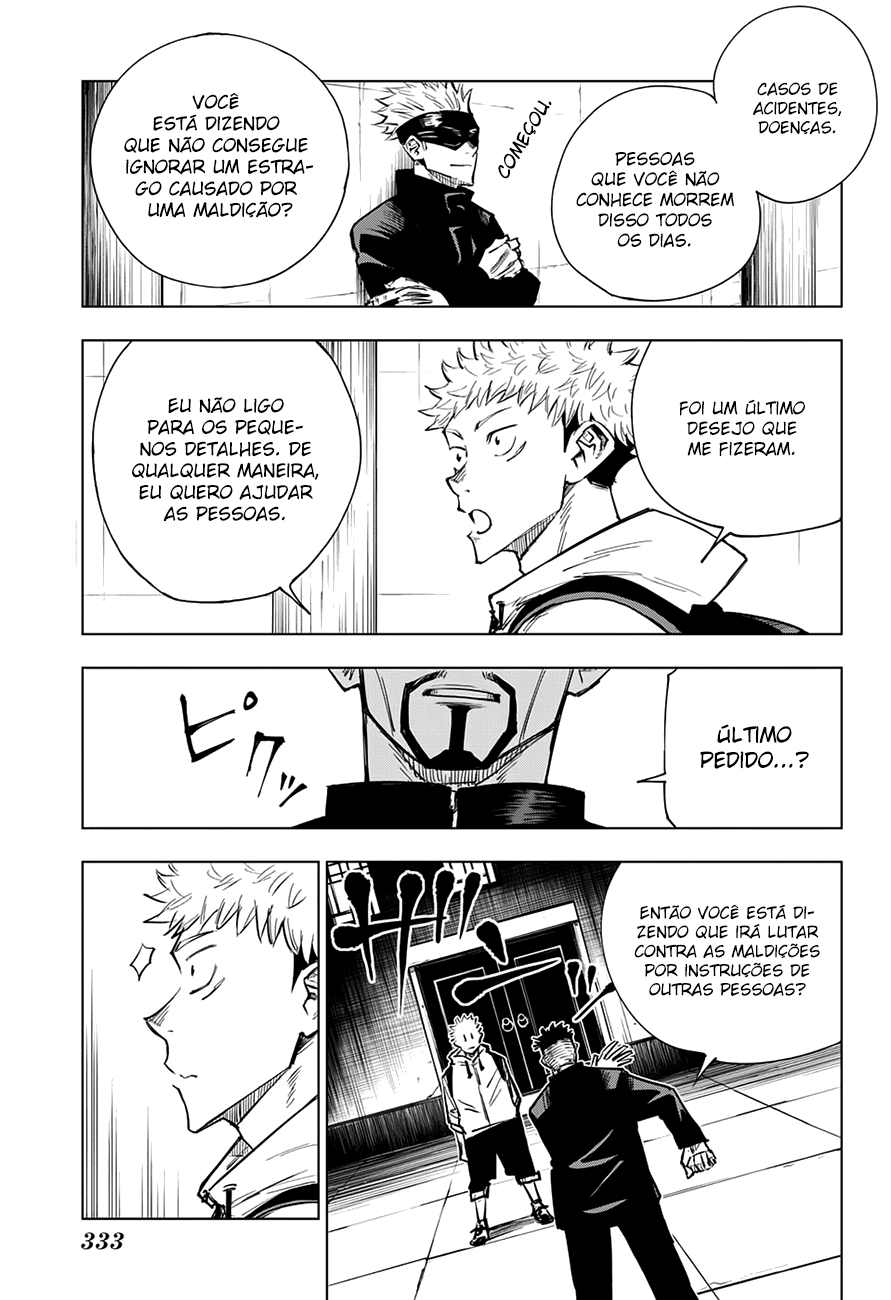 CASOS DE
ACIDENTES,
DOENÇAS.
PESSOAS
QUE VOCÊ NÃO
CONHECE MORREM
DISSO TODOS
OS DIAS.
COMEÇOU.
VOCÊ
ESTÁ DIZENDO
QUE NÃO CONSEGUE
IGNORAR UM ESTRA-
GO CAUSADO POR
UMA MALDIÇÃO?
FOI UM ÚLTIMO
DESEJO QUE
ME FIZERAM.
EU NÃO LIGO
PARA OS PEQUE-
NOS DETALHES. DE
QUALQUER MANEIRA,
EU QUERO AJUDAR
AS PESSOAS.
ÚLTIMO
PEDIDO...?
ピクッ
ENTÃO VOCÊ ESTÁ DI-
ZENDO QUE IRÁ LUTAR
CONTRA AS MALDIÇÕES
POR INSTRUÇÕES DE
OUTRAS PESSOAS?
333